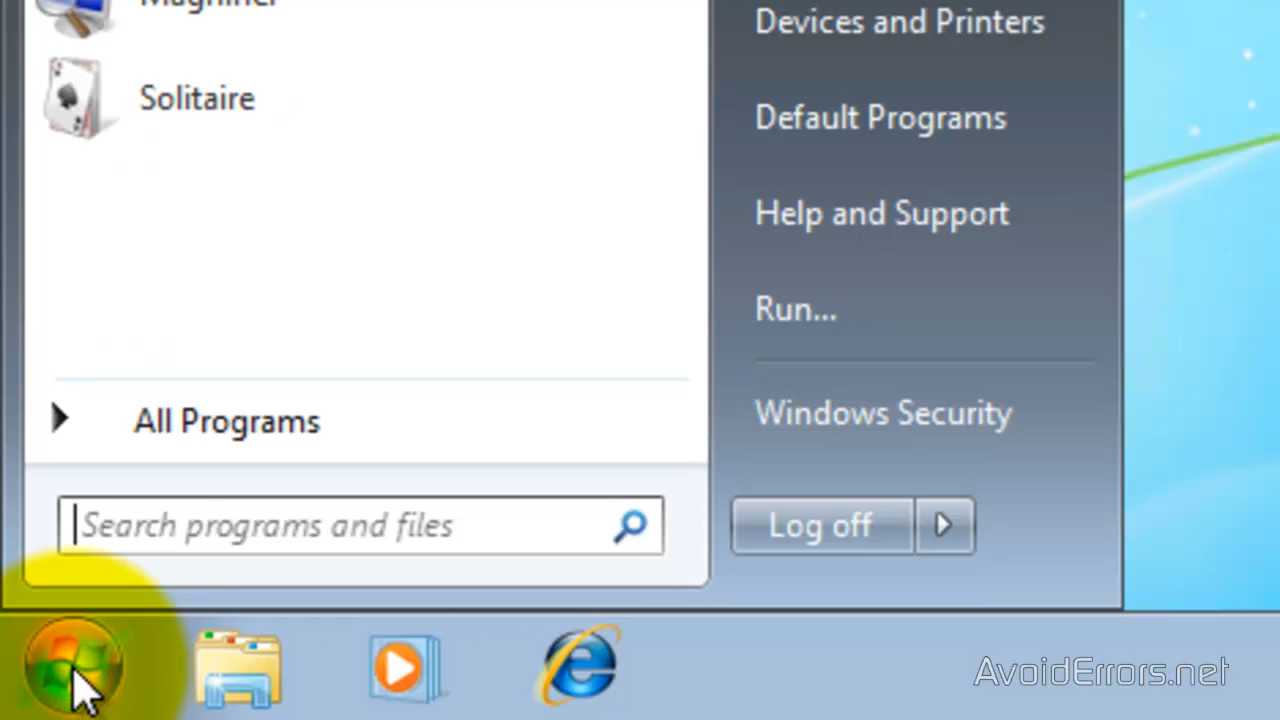 Magnifier
Solitaire
All Programs
Search programs and files
Devices and Printers
Default Programs
Help and Support
Run...
Windows Security
Log off
AvoidErrors.net